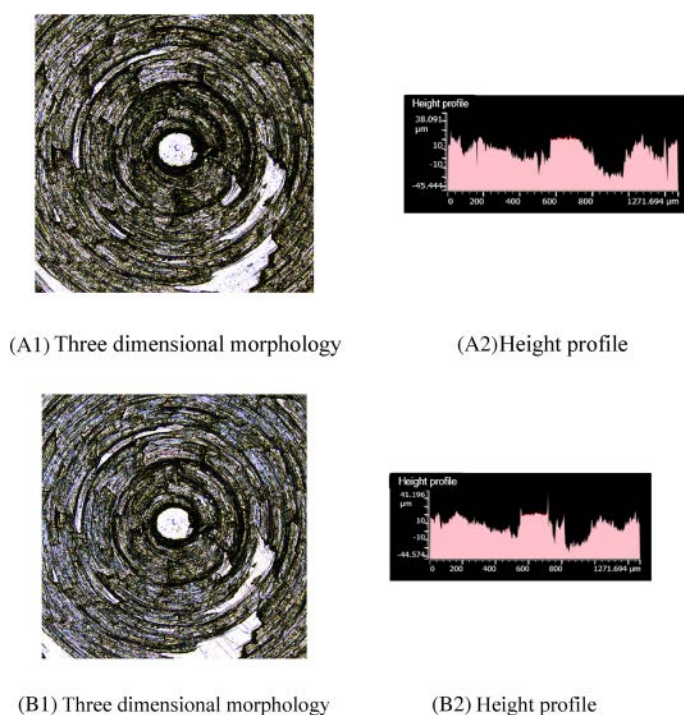 Height profile
38.091
μm
10
-10
-45.444
0 200 400 600 800 1271.694 μm
(A1) Three dimensional morphology
(A2)Height profile
Height profile
41.196
μm
10
-10
-44.574
0 200 400 600 800 1271.694 μm
(B1) Three dimensional morphology
(B2) Height profile